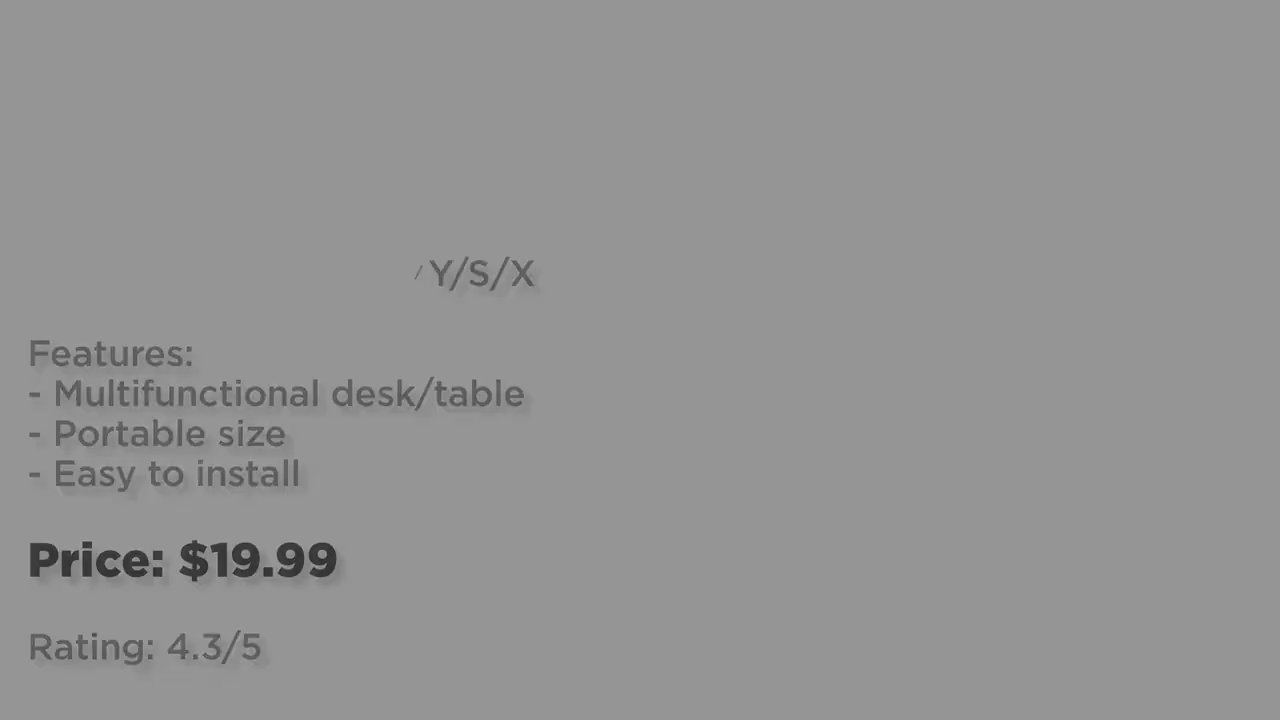 Y/S/X
Features:
- Multifunctional desk/table
- Portable size
- Easy to install
Price: $19.99
Rating: 4.3/5